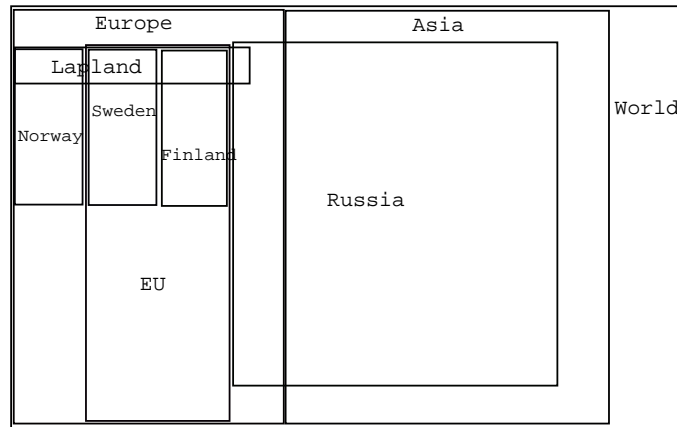 Europe
Asia
Lapland
Sweden
World
Norway
Finland
Russia
EU